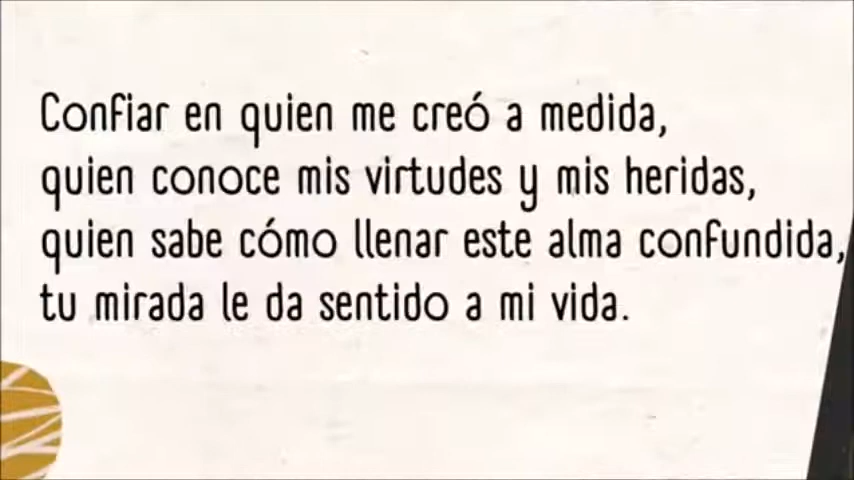 Confiar en quien me creó a medida,
quien conoce mis virtudes y mis heridas,
quien sabe cómo llenar este alma confundida,
tu mirada le da sentido a mi vida.